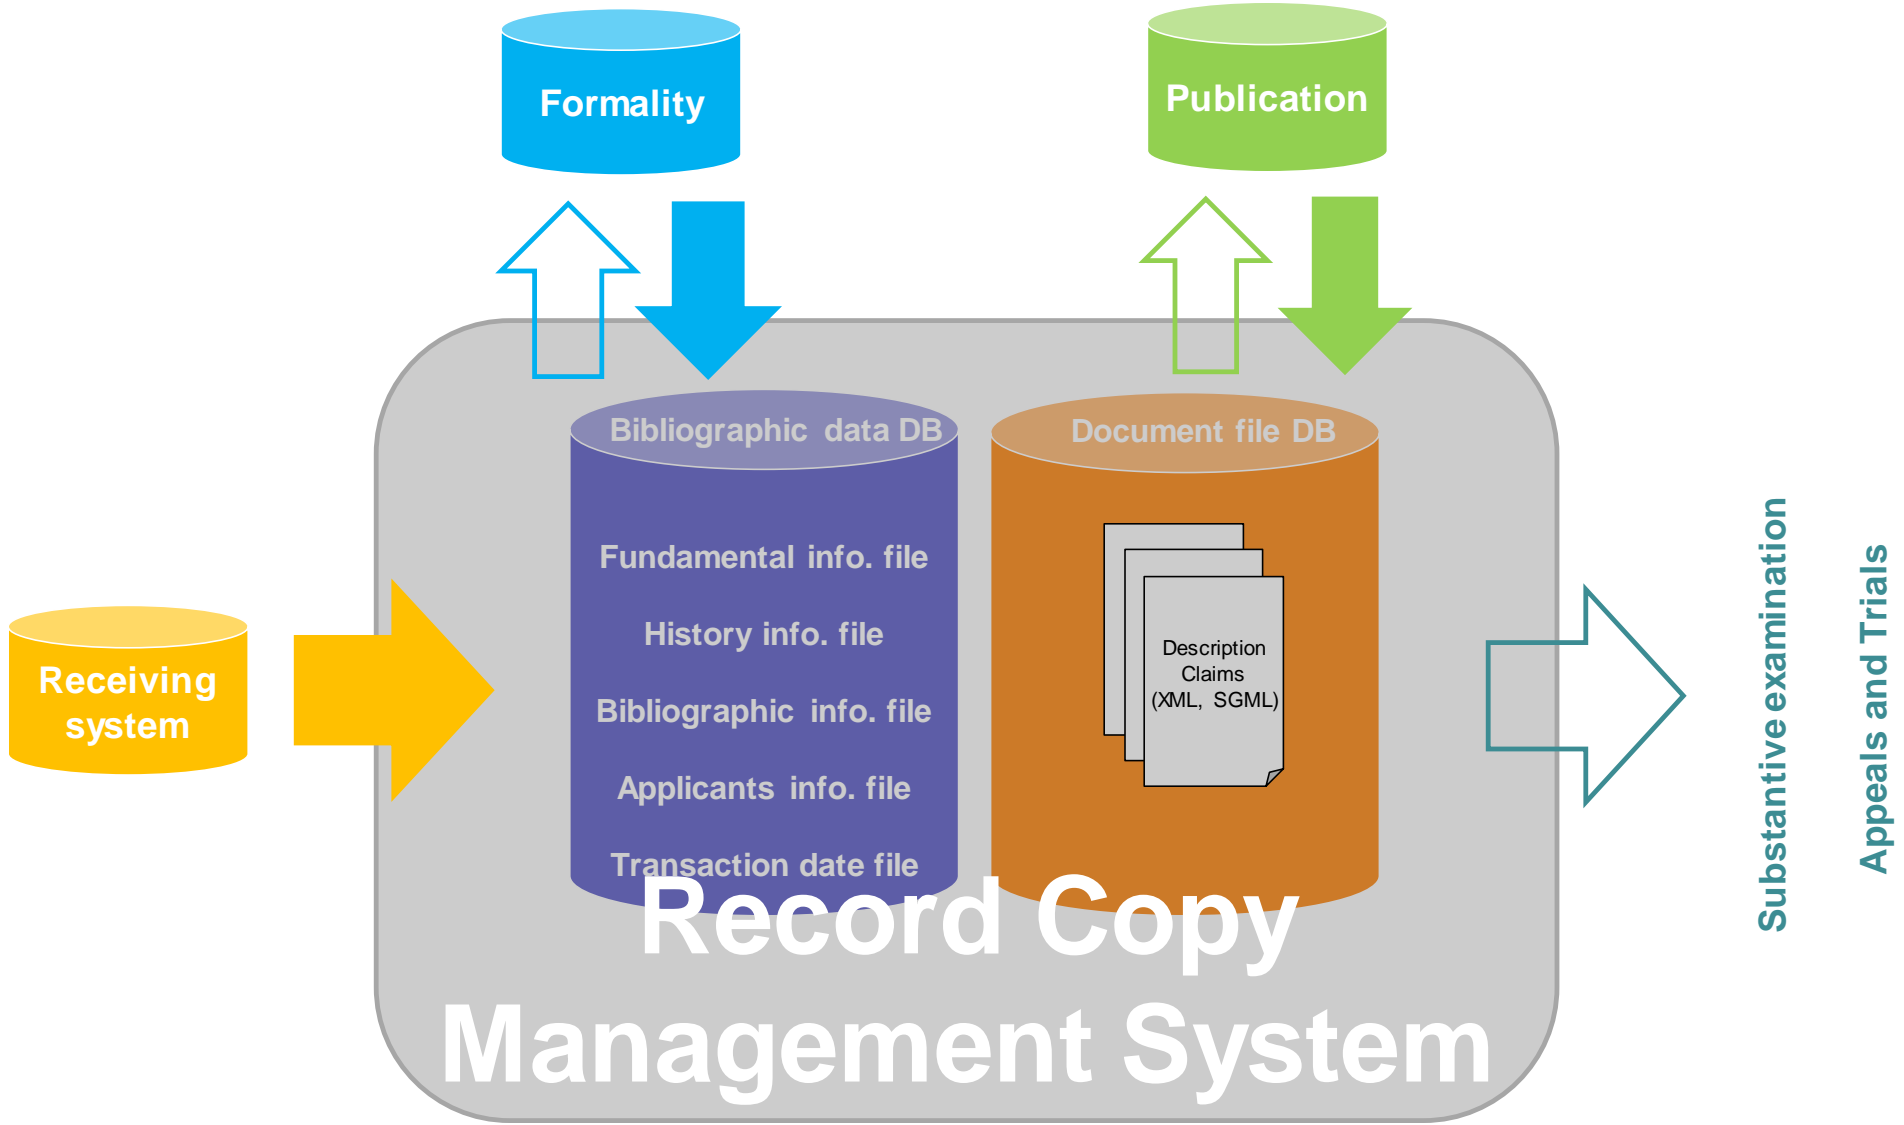 Formality
Publication
Bibliographic data DB
Document file DB
Fundamental info. file
History info. file
Bibliographic info. file
Applicants info. file
Transaction date file
Description
Claims
(XML, SGML)
Receiving
system
Substantive examination
Appeals and Trials
Record Copy
Management System